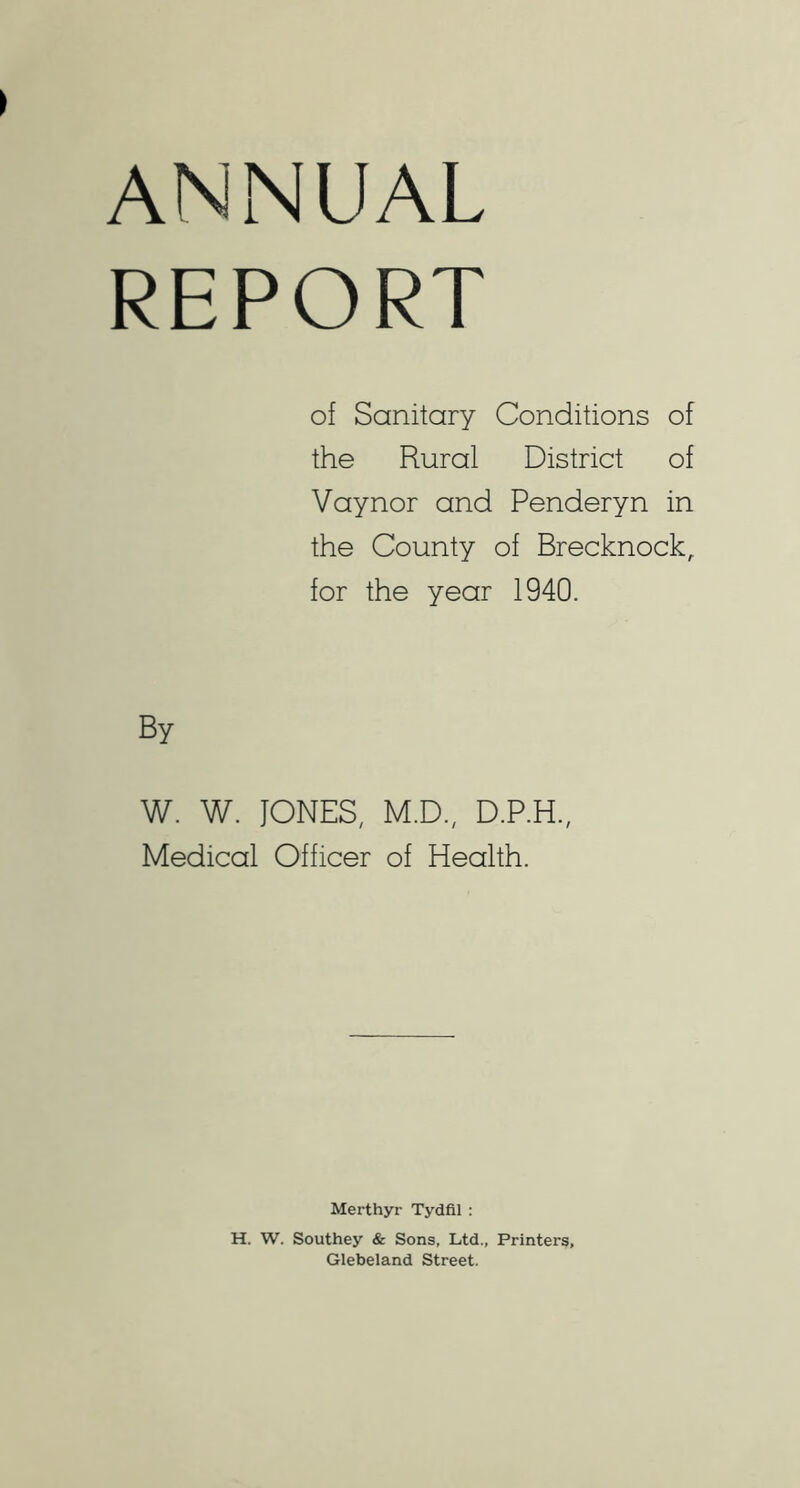 ANNUAL
REPORT
of Sanitary Conditions of
the Rural District of
Vaynor and Penderyn in
the County of Brecknock,
for the year 1940.
By
W. W. JONES, M.D., D.P.H.,
Medical Officer of Health.
Merthyr Tydfil :
H. W. Southey & Sons, Ltd., Printers,
Glebeland Street.